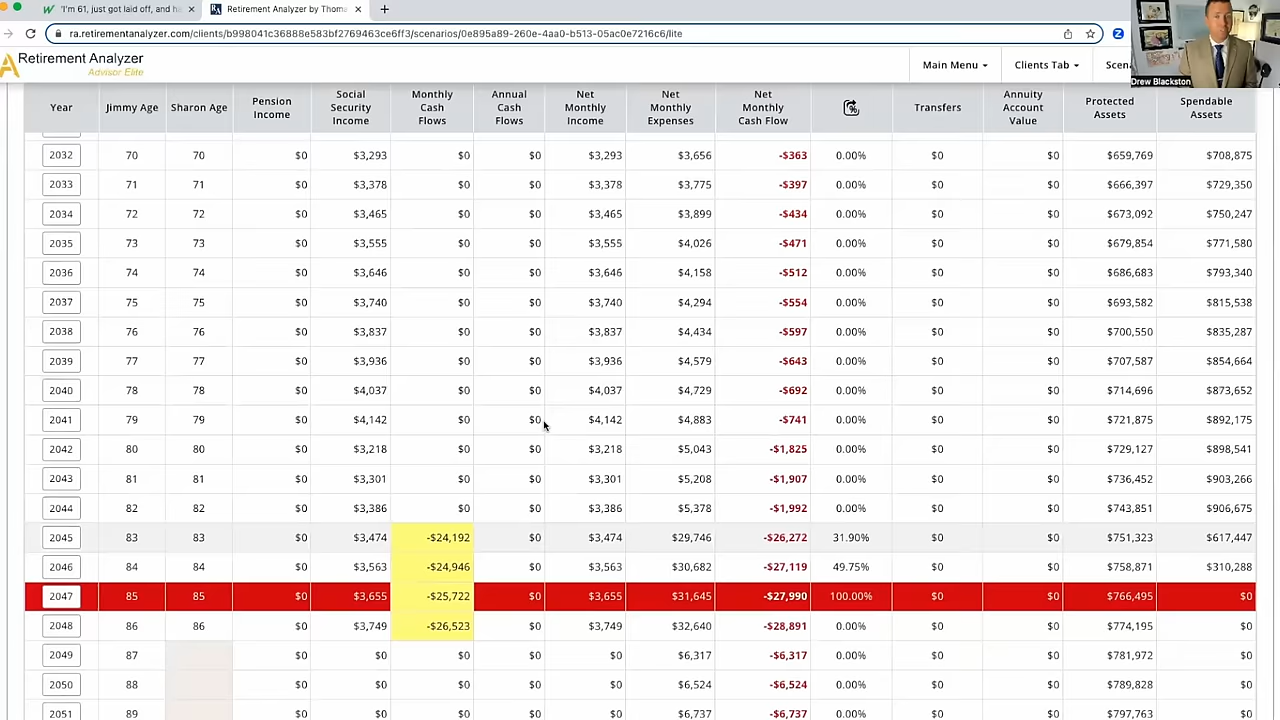 'I'm 61, just got laid off, and ha
Retirement Analyzer by Thoma
ra.retirementanalyzer.com/clients/b998041c36888e583bf2769463ce6ff3/scenarios/0e895a89-260e-4aa0-b513-05ac0e7216c6/lite
Retirement Analyzer
Advisor Elite
Main Menu
Clients Tab
Scen
Drew Blackston
Year Jimmy Age Sharon Age Pension Income Social Security Income Monthly Cash Flows Annual Cash Flows Net Monthly Income Net Monthly Expenses Net Monthly Cash Flow % Transfers Annuity Account Value Protected Assets Spendable Assets
2032 70 70 $0 $3,293 $0 $0 $3,293 $3,656 -$363 0.00% $0 $0 $659,769 $708,875
2033 71 71 $0 $3,378 $0 $0 $3,378 $3,775 -$397 0.00% $0 $0 $666,397 $729,350
2034 72 72 $0 $3,465 $0 $0 $3,465 $3,899 -$434 0.00% $0 $0 $673,092 $750,247
2035 73 73 $0 $3,555 $0 $0 $3,555 $4,026 -$471 0.00% $0 $0 $679,854 $771,580
2036 74 74 $0 $3,646 $0 $0 $3,646 $4,158 -$512 0.00% $0 $0 $686,683 $793,340
2037 75 75 $0 $3,740 $0 $0 $3,740 $4,294 -$554 0.00% $0 $0 $693,582 $815,538
2038 76 76 $0 $3,837 $0 $0 $3,837 $4,434 -$597 0.00% $0 $0 $700,550 $835,287
2039 77 77 $0 $3,936 $0 $0 $3,936 $4,579 -$643 0.00% $0 $0 $707,587 $854,664
2040 78 78 $0 $4,037 $0 $0 $4,037 $4,729 -$692 0.00% $0 $0 $714,696 $873,652
2041 79 79 $0 $4,142 $0 $0 $4,142 $4,883 -$741 0.00% $0 $0 $721,875 $892,175
2042 80 80 $0 $3,218 $0 $0 $3,218 $5,043 -$1,825 0.00% $0 $0 $729,127 $898,541
2043 81 81 $0 $3,301 $0 $0 $3,301 $5,208 -$1,907 0.00% $0 $0 $736,452 $903,266
2044 82 82 $0 $3,386 $0 $0 $3,386 $5,378 -$1,992 0.00% $0 $0 $743,851 $906,675
2045 83 83 $0 $3,474 -$24,192 $0 $3,474 $29,746 -$26,272 31.90% $0 $0 $751,323 $617,447
2046 84 84 $0 $3,563 -$24,946 $0 $3,563 $30,682 -$27,119 49.75% $0 $0 $758,871 $310,288
2047 85 85 $0 $3,655 -$25,722 $0 $3,655 $31,645 -$27,990 100.00% $0 $0 $766,495 $0
2048 86 86 $0 $3,749 -$26,523 $0 $3,749 $32,640 -$28,891 0.00% $0 $0 $774,195 $0
2049 87 $0 $0 $0 $0 $0 $6,317 -$6,317 0.00% $0 $0 $781,972 $0
2050 88 $0 $0 $0 $0 $0 $6,524 -$6,524 0.00% $0 $0 $789,828 $0
2051 89 $0 $0 $0 $0 $0 $6,737 -$6,737 0.00% $0 $0 $797,763 $0